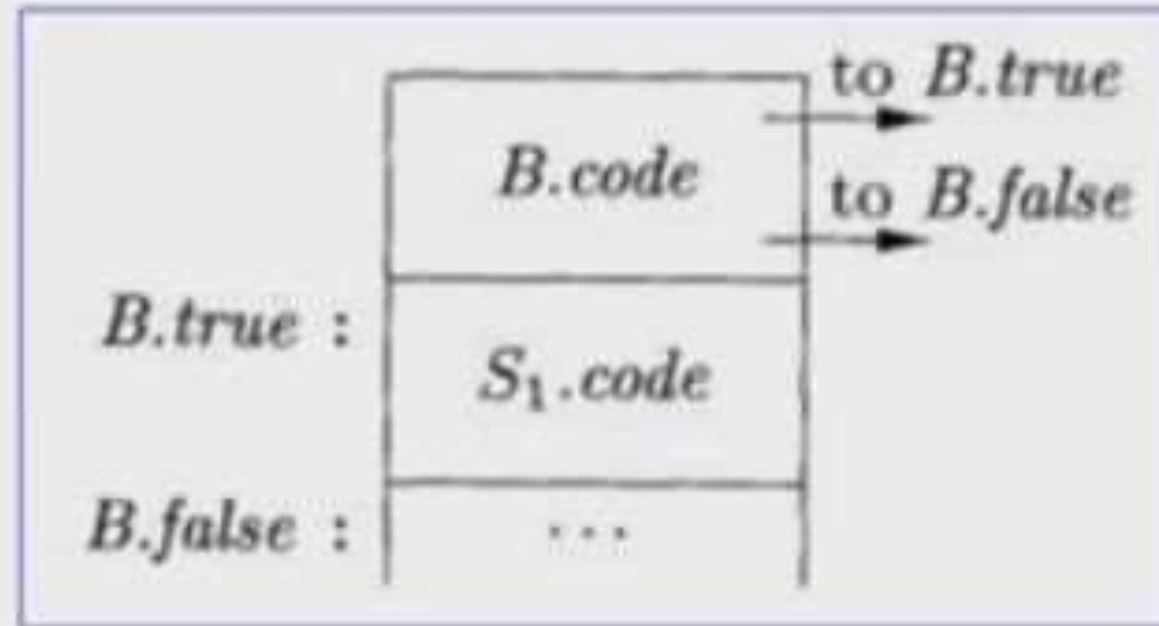 to B.true
B.code
to B.false
B.true :
S₁.code
B.false : ...